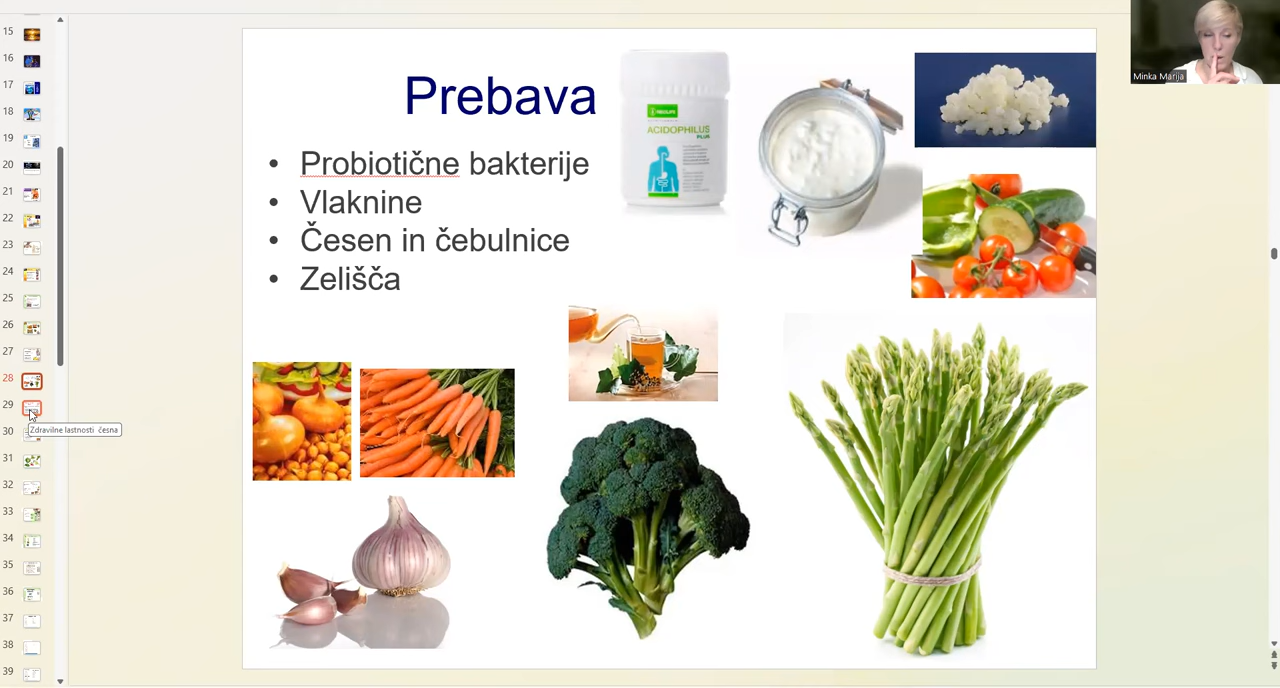 Prebava
• Probiotične bakterije
• Vlaknine
• Česen in čebulnice
• Zelišča
NEOLIFE
ACIDOPHILUS
PLUS
Minka Marija
15
16
17
18
19
20
21
22
23
24
25
26
27
28
29
Zdravilne lastnosti česna
30
31
32
33
34
35
36
37
38
39